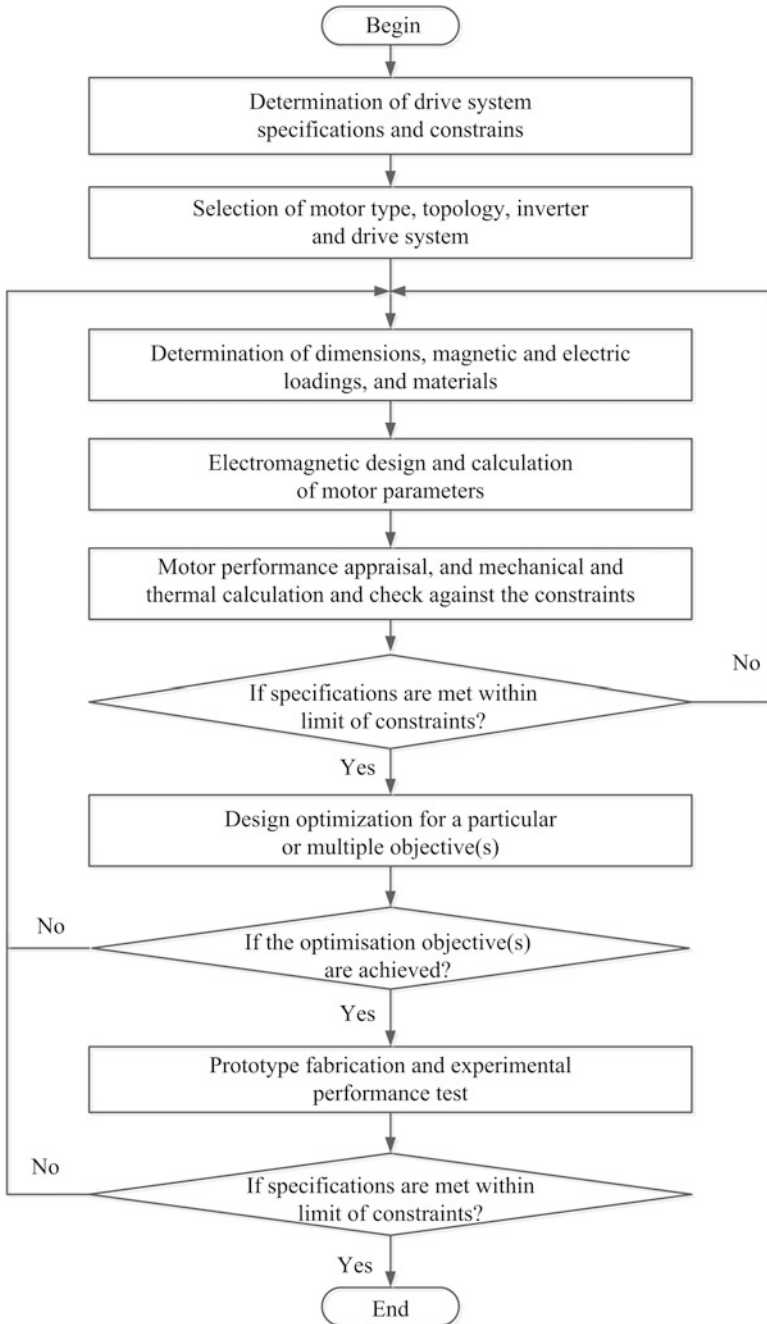 Begin
Determination of drive system
specifications and constrains
Selection of motor type, topology, inverter
and drive system
Determination of dimensions, magnetic and electric
loadings, and materials
Electromagnetic design and calculation
of motor parameters
Motor performance appraisal, and mechanical and
thermal calculation and check against the constraints
If specifications are met within
limit of constraints?
No
Yes
Design optimization for a particular
or multiple objective(s)
If the optimisation objective(s)
are achieved?
No
Yes
Prototype fabrication and experimental
performance test
If specifications are met within
limit of constraints?
No
Yes
End